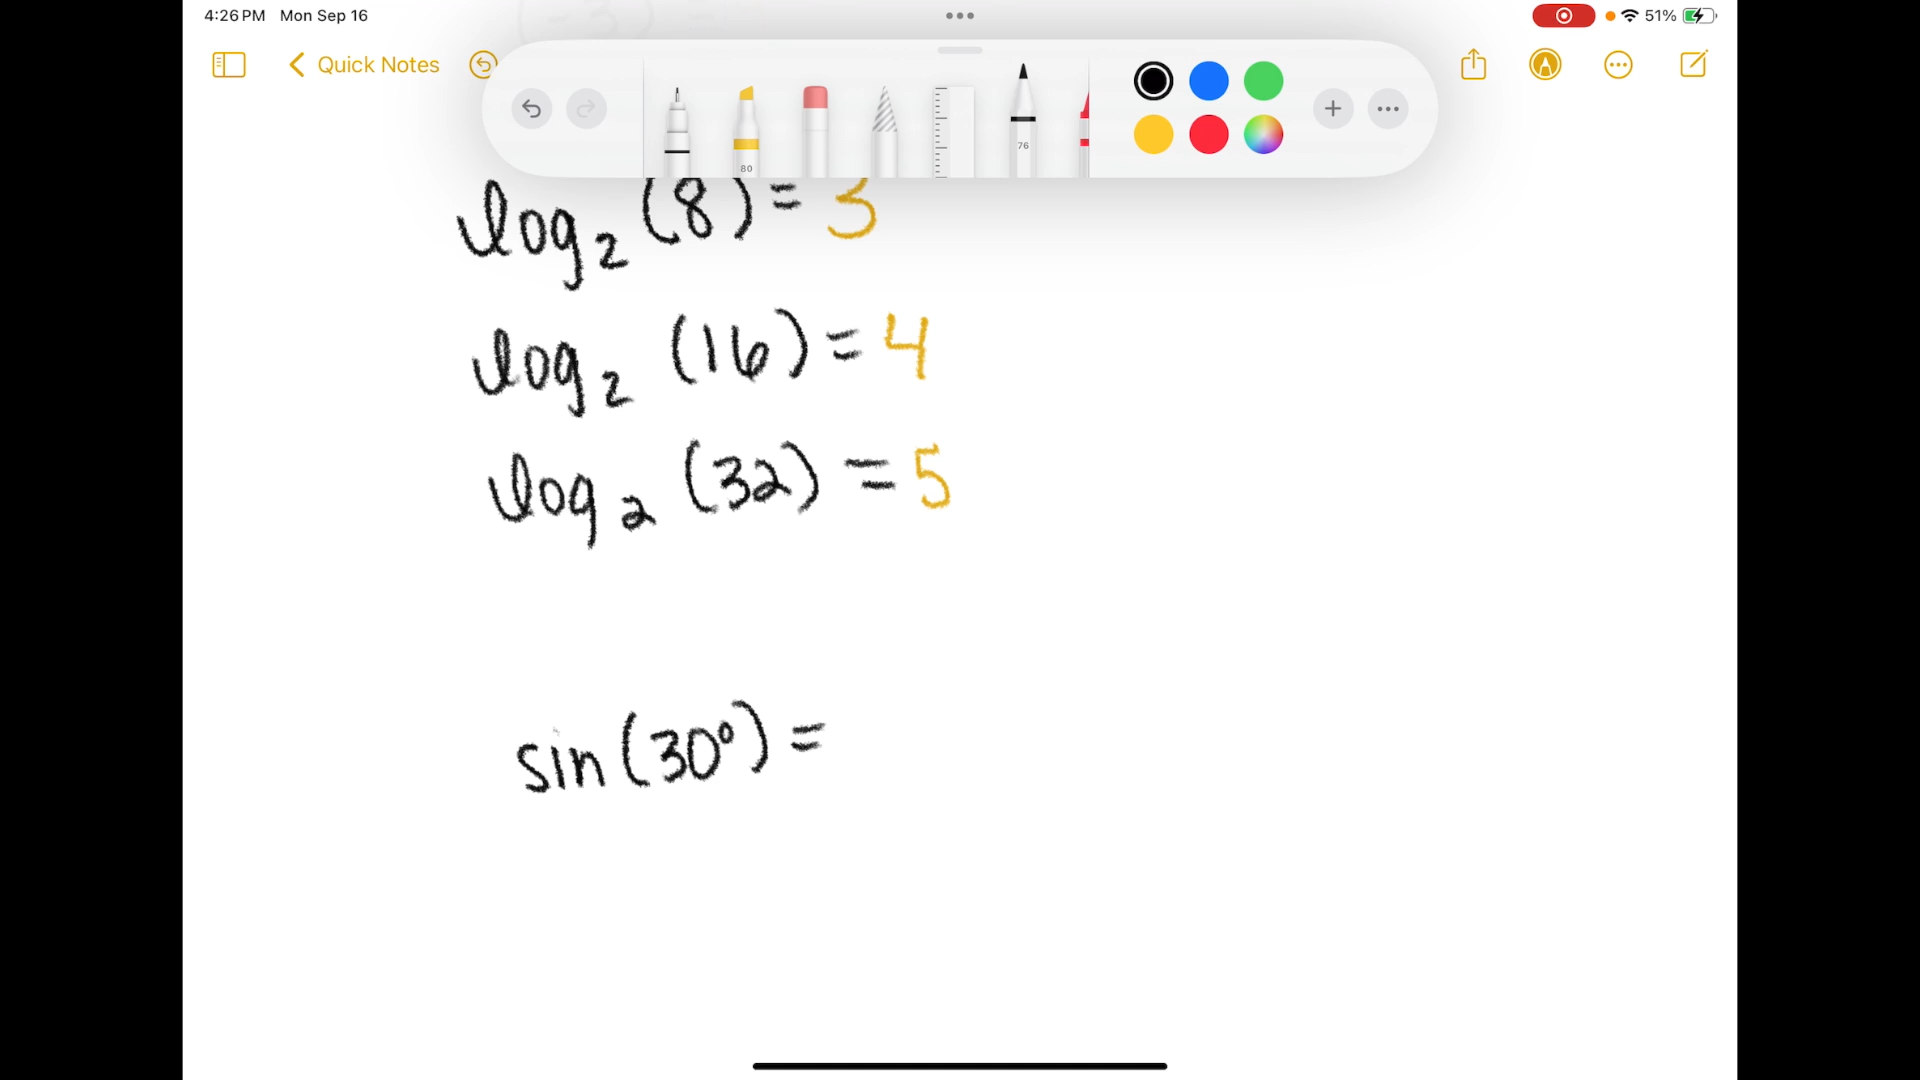 4:26 PM Mon Sep 16
51%
Quick Notes
80
76
log₂ (8) = 3
log₂ (16) = 4
log₂ (32) = 5
sin(30°) =